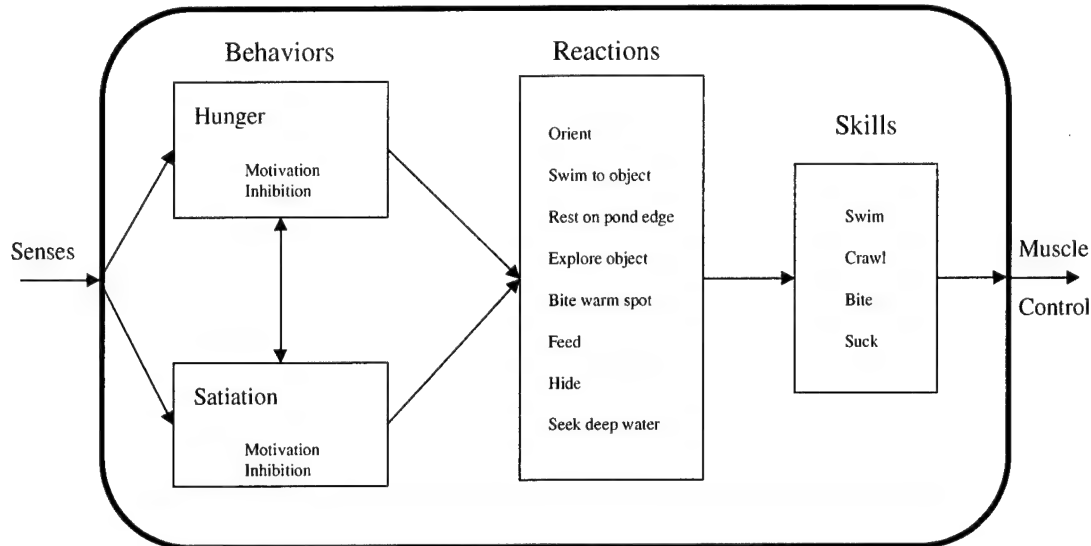 Behaviors
Reactions
Skills
Senses
Hunger
Motivation
Inhibition
Satiation
Motivation
Inhibition
Orient
Swim to object
Rest on pond edge
Explore object
Bite warm spot
Feed
Hide
Seek deep water
Swim
Crawl
Bite
Suck
Muscle
Control